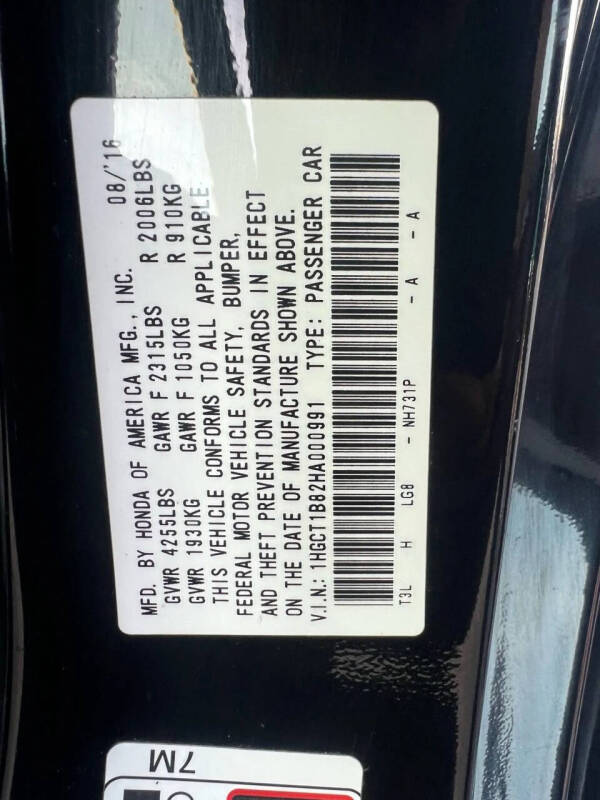 MFD. BY HONDA OF AMERICA MFG., INC. 08/'16
GVWR 4255LBS GAWR F 2315LBS R 2006LBS
GVWR 1930KG GAWR F 1050KG R 910KG
THIS VEHICLE CONFORMS TO ALL APPLICABLE
FEDERAL MOTOR VEHICLE SAFETY, BUMPER,
AND THEFT PREVENTION STANDARDS IN EFFECT
ON THE DATE OF MANUFACTURE SHOWN ABOVE.
V.I.N.: 1HGCT1B82HA000991 TYPE: PASSENGER CAR
T3L H LG8 - NH731P - A - A
7M